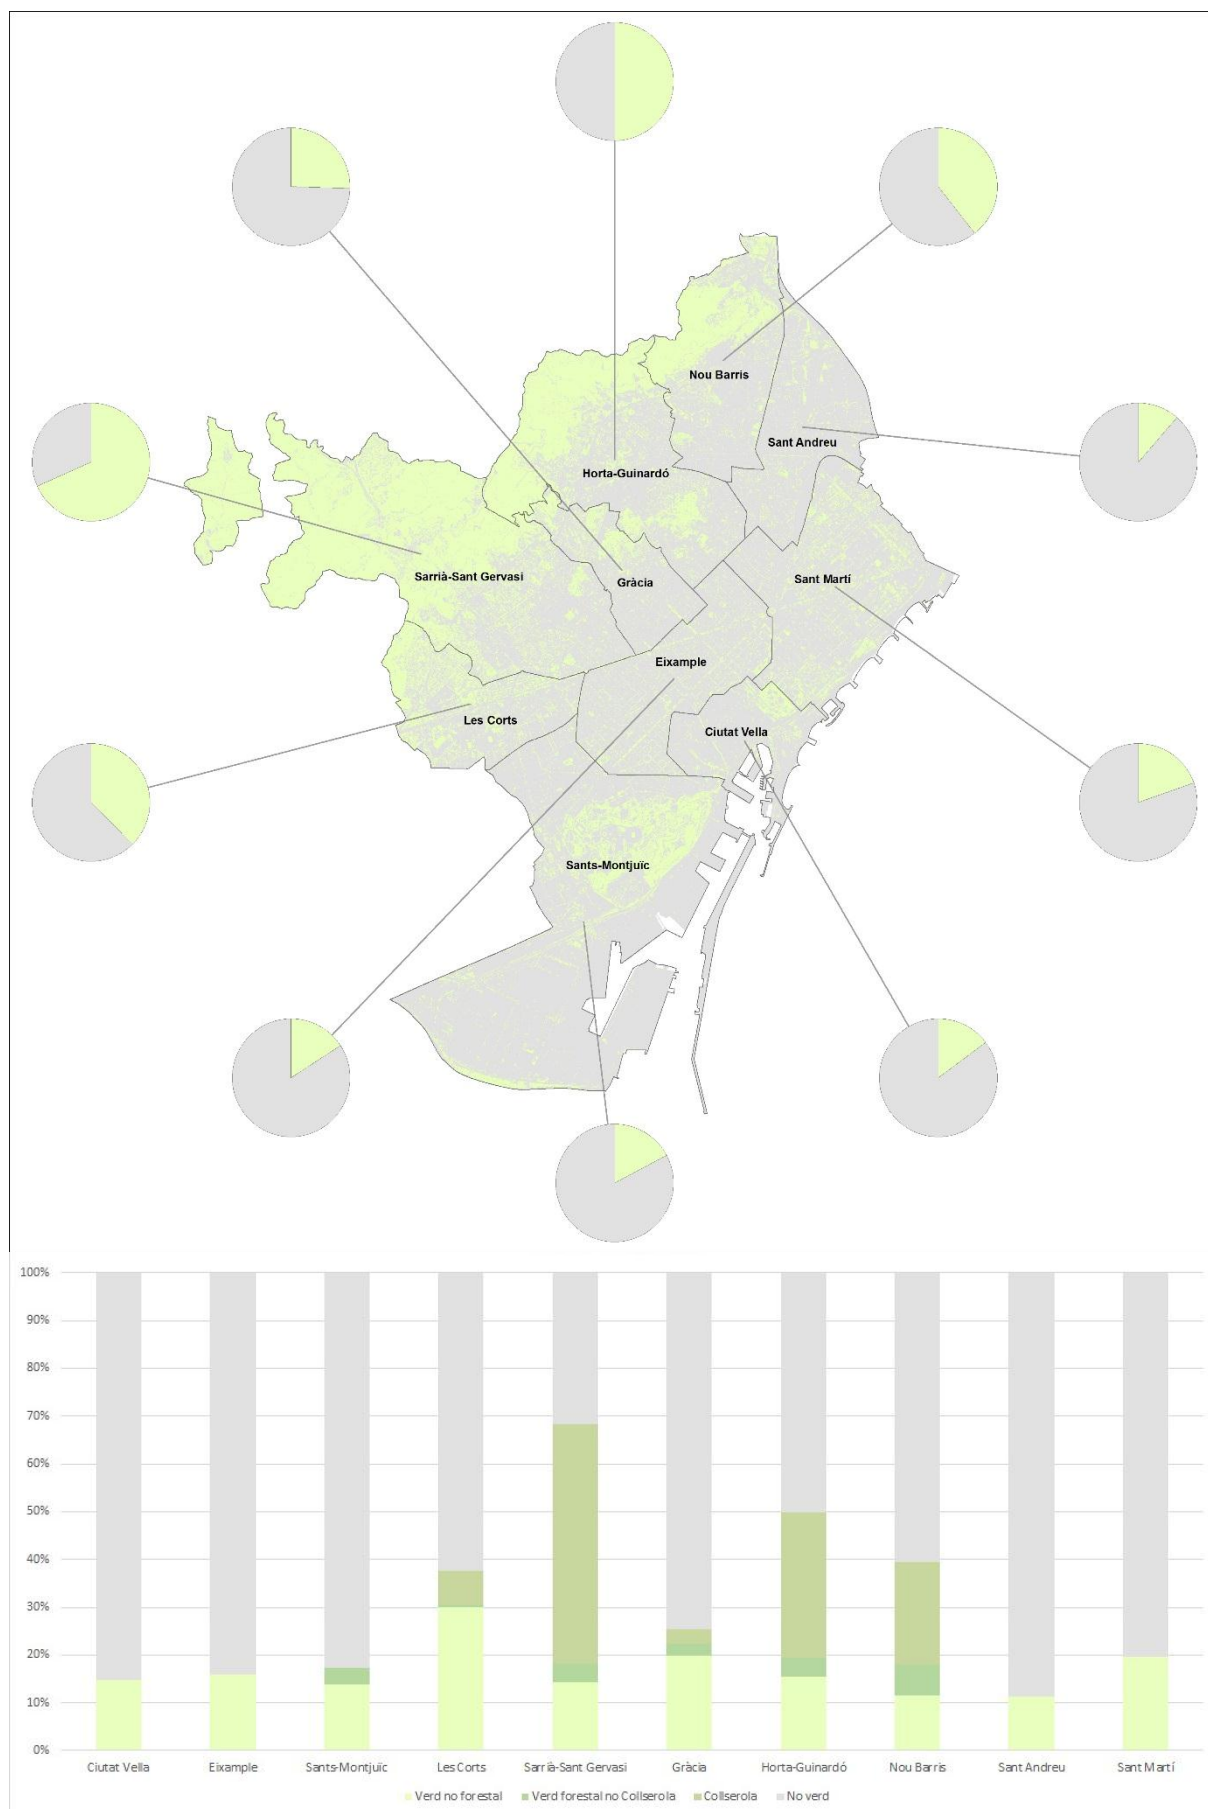 Nou Barris
Sant Andreu
Horta-Guinardó
Sarrià-Sant Gervasi
Gràcia
Sant Martí
Eixample
Les Corts
Ciutat Vella
Sants-Montjuïc
100%
90%
80%
70%
60%
50%
40%
30%
20%
10%
0%
Ciutat Vella Eixample Sants-Montjuïc Les Corts Sarrià-Sant Gervasi Gràcia Horta-Guinardó Nou Barris Sant Andreu Sant Martí
Verd no forestal Verd forestal no Collserola Collserola No verd